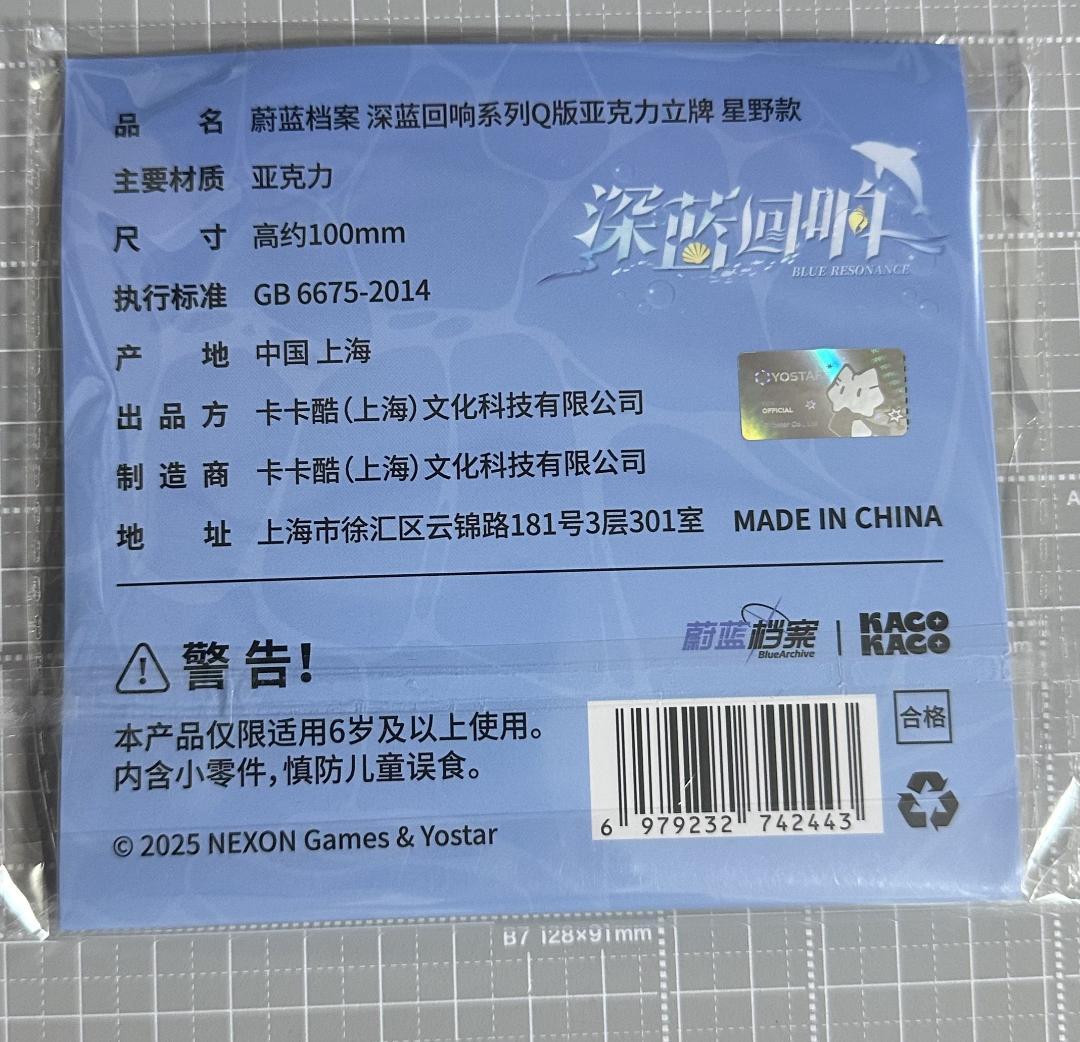 品 名 蔚蓝档案 深蓝回响系列Q版亚克力立牌 星野款
主要材质 亚克力
尺 寸 高约100mm
执行标准 GB 6675-2014
产 地 中国 上海
出品方 卡卡酷(上海)文化科技有限公司
制造商 卡卡酷(上海)文化科技有限公司
地 址 上海市徐汇区云锦路181号3层301室
MADE IN CHINA
深蓝回响
BLUE RESONANCE
YOSTAR
OFFICIAL
警告!
本产品仅限适用6岁及以上使用。
内含小零件,慎防儿童误食。
© 2025 NEXON Games & Yostar
蔚蓝档案
BlueArchive
KACO
KACO
合格
6 979232 742443
B7 128×91mm